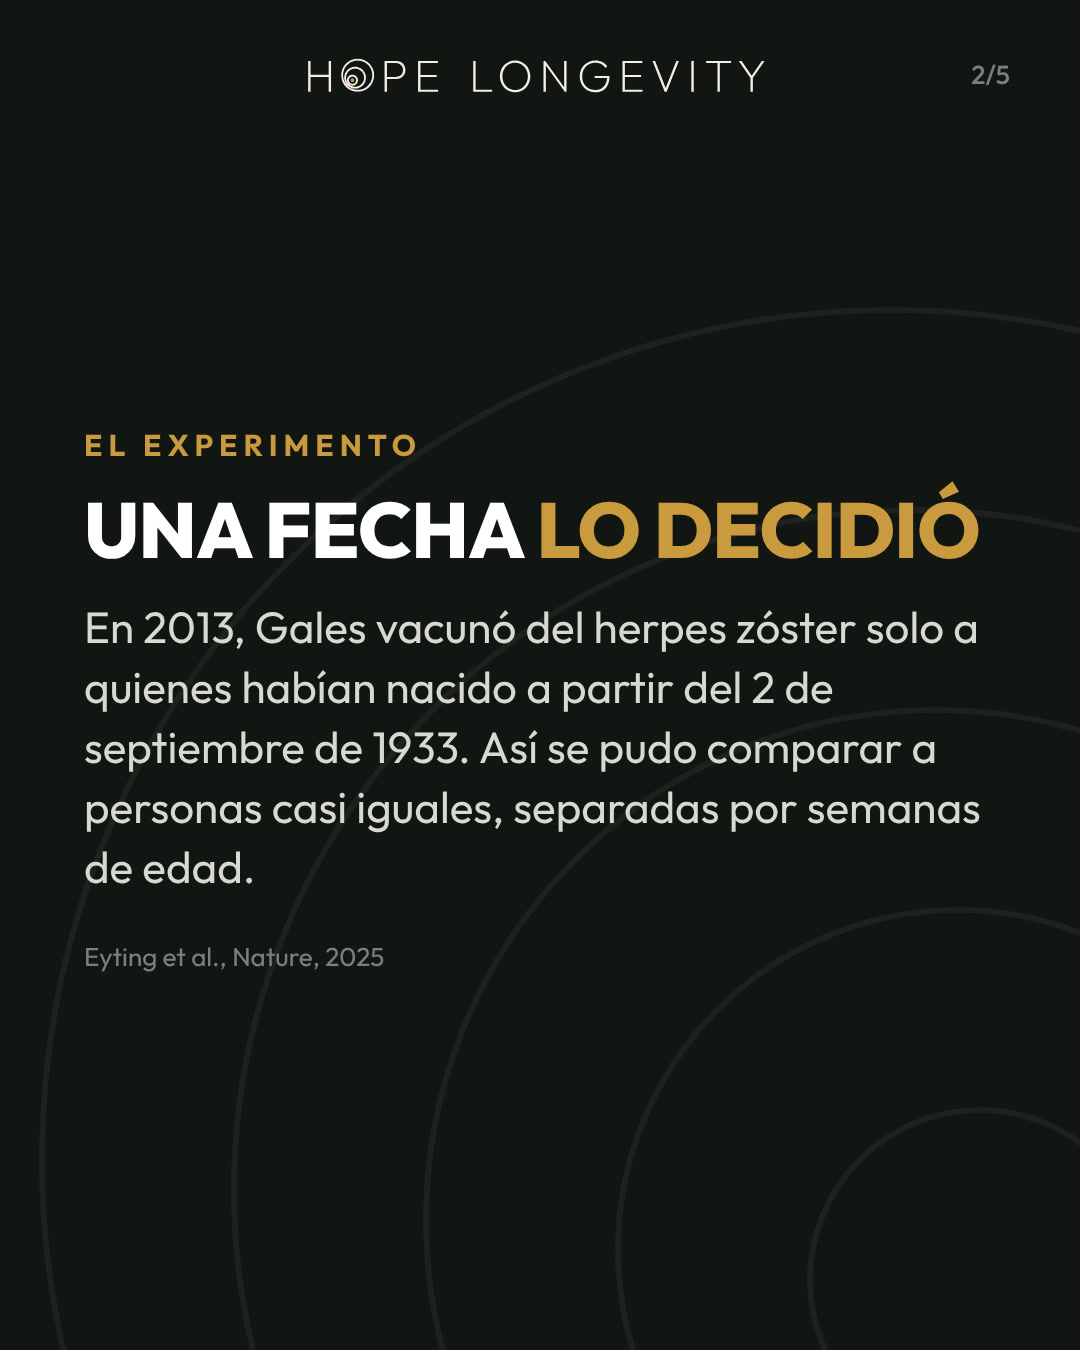 HOPE LONGEVITY
2/5
EL EXPERIMENTO
UNA FECHA LO DECIDIÓ
En 2013, Gales vacunó del herpes zóster solo a
quienes habían nacido a partir del 2 de
septiembre de 1933. Así se pudo comparar a
personas casi iguales, separadas por semanas
de edad.
Eyting et al., Nature, 2025